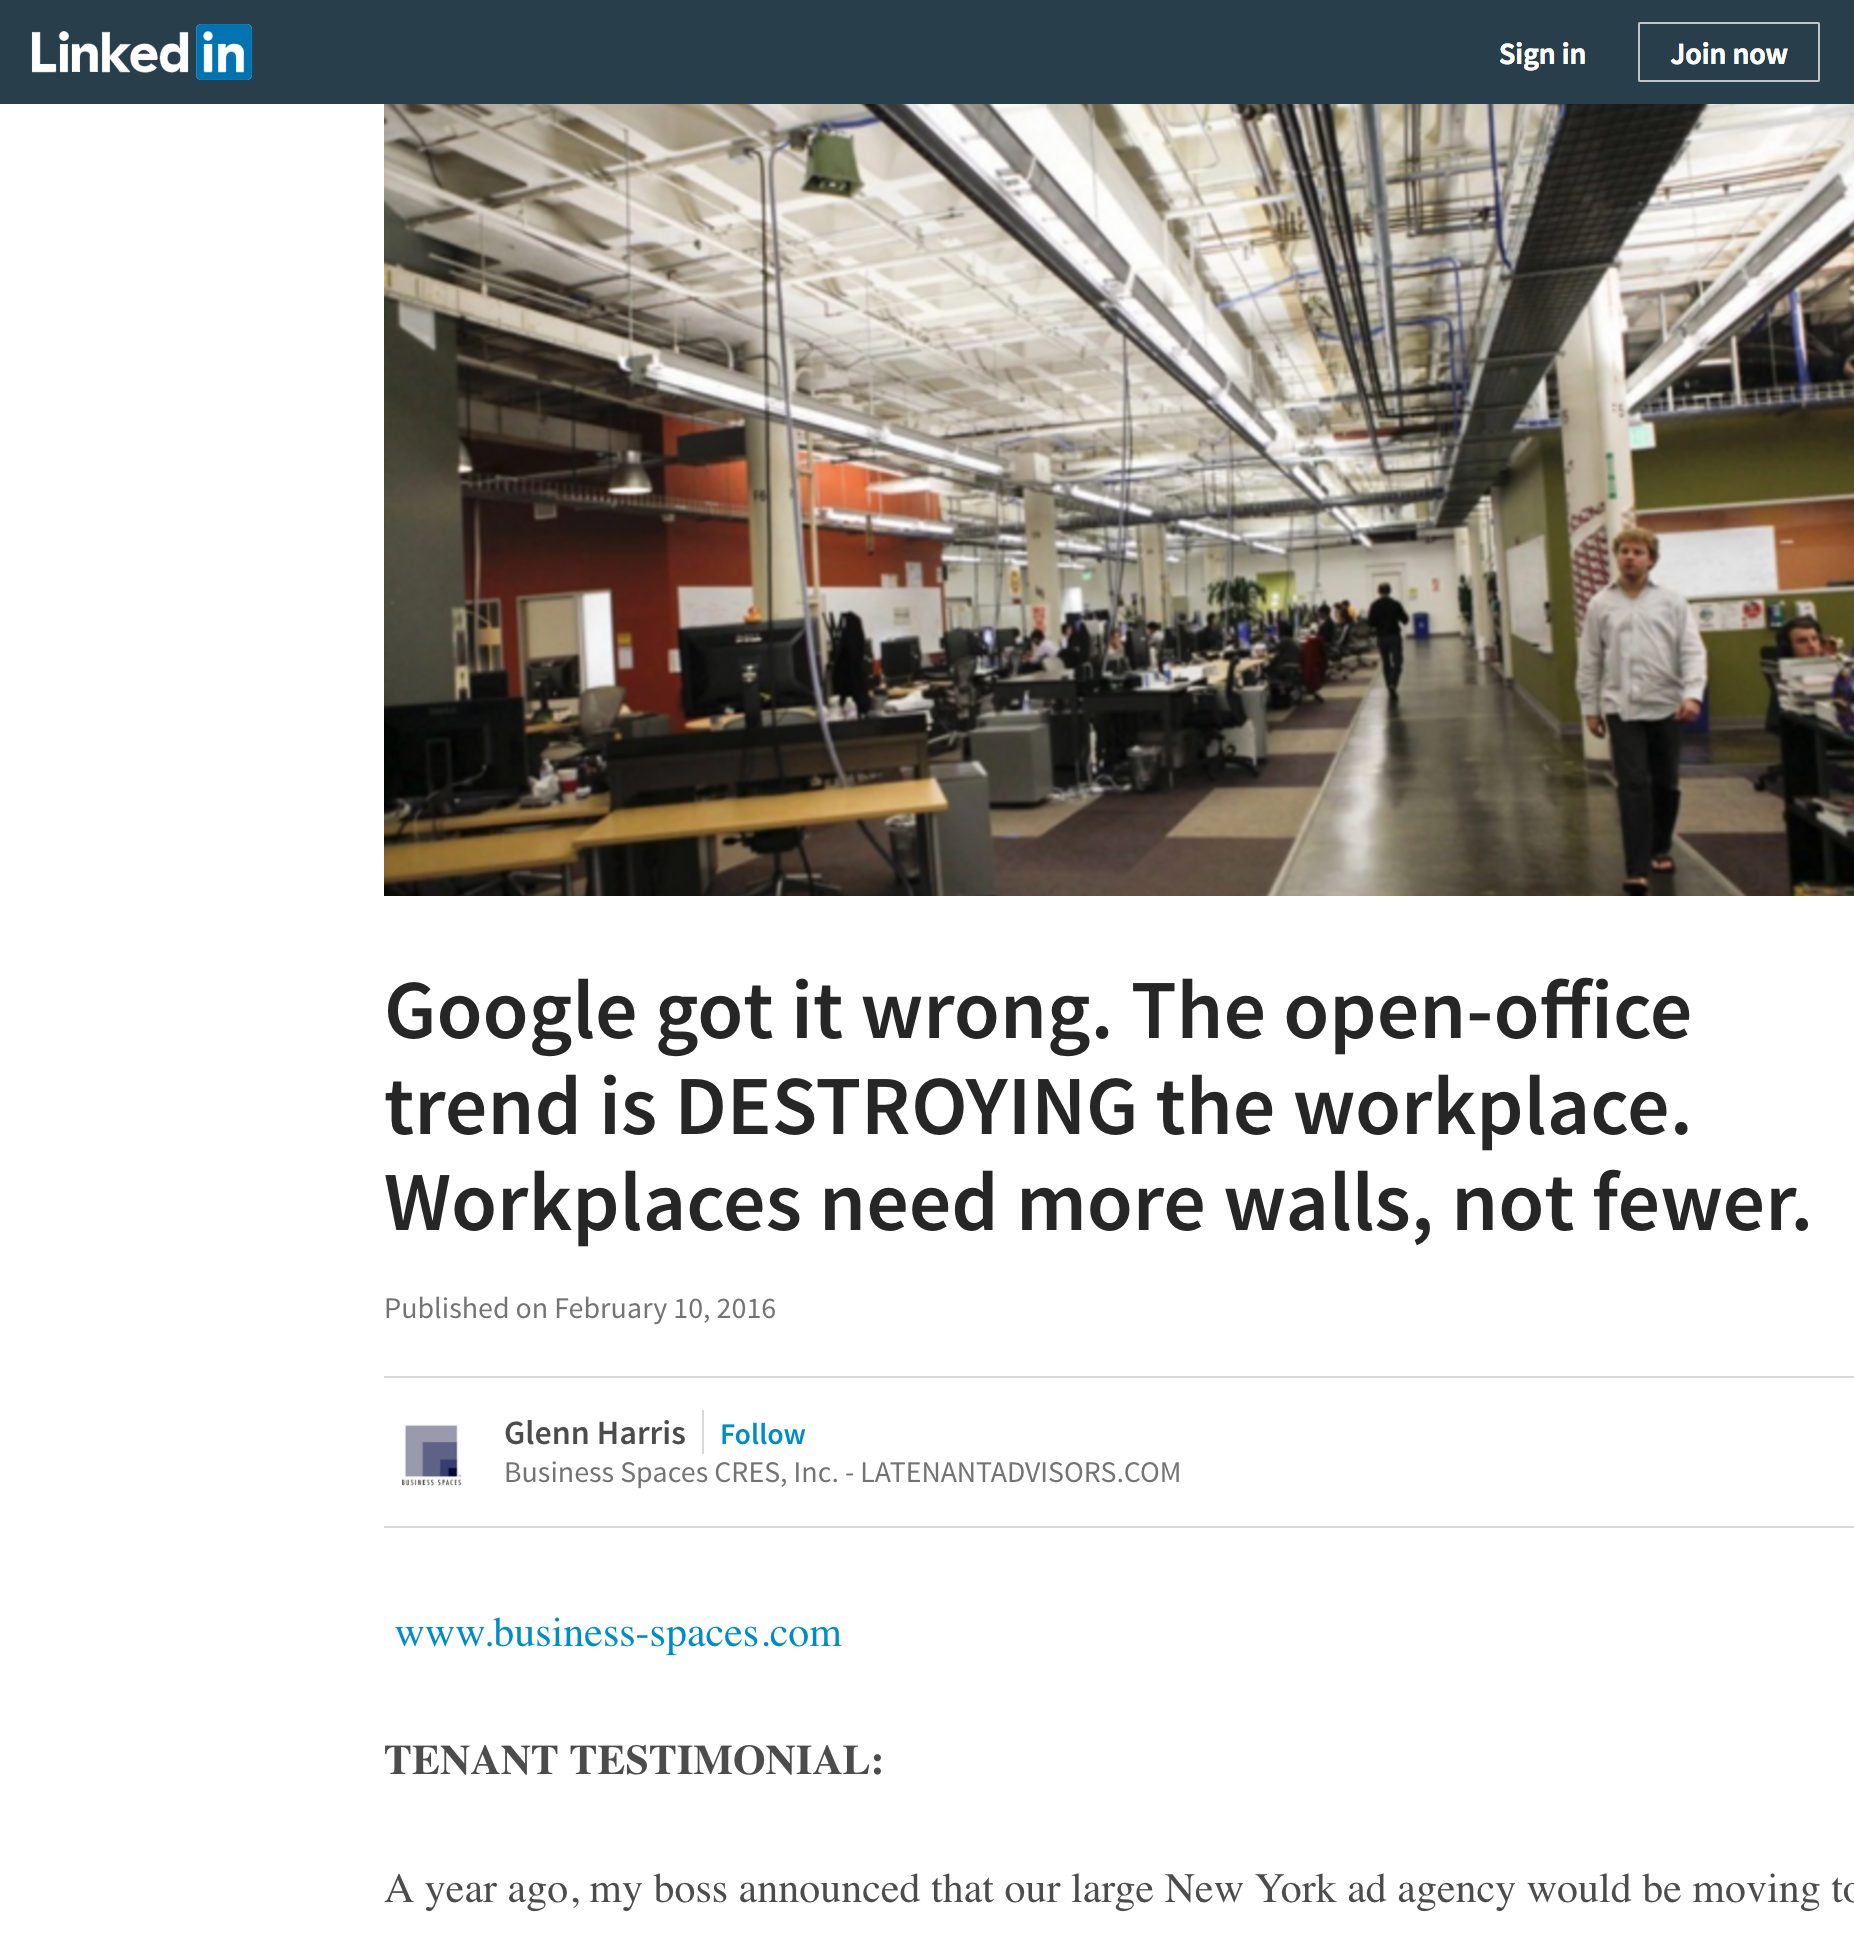 Linked in
Sign in
Join now
Google got it wrong. The open-office
trend is DESTROYING the workplace.
Workplaces need more walls, not fewer.
Published on February 10, 2016
Glenn Harris
Follow
Business Spaces CRES, Inc. - LATENANTADVISORS.COM
BUSINESS SPACES
www.business-spaces.com
TENANT TESTIMONIAL:
A year ago, my boss announced that our large New York ad agency would be moving to